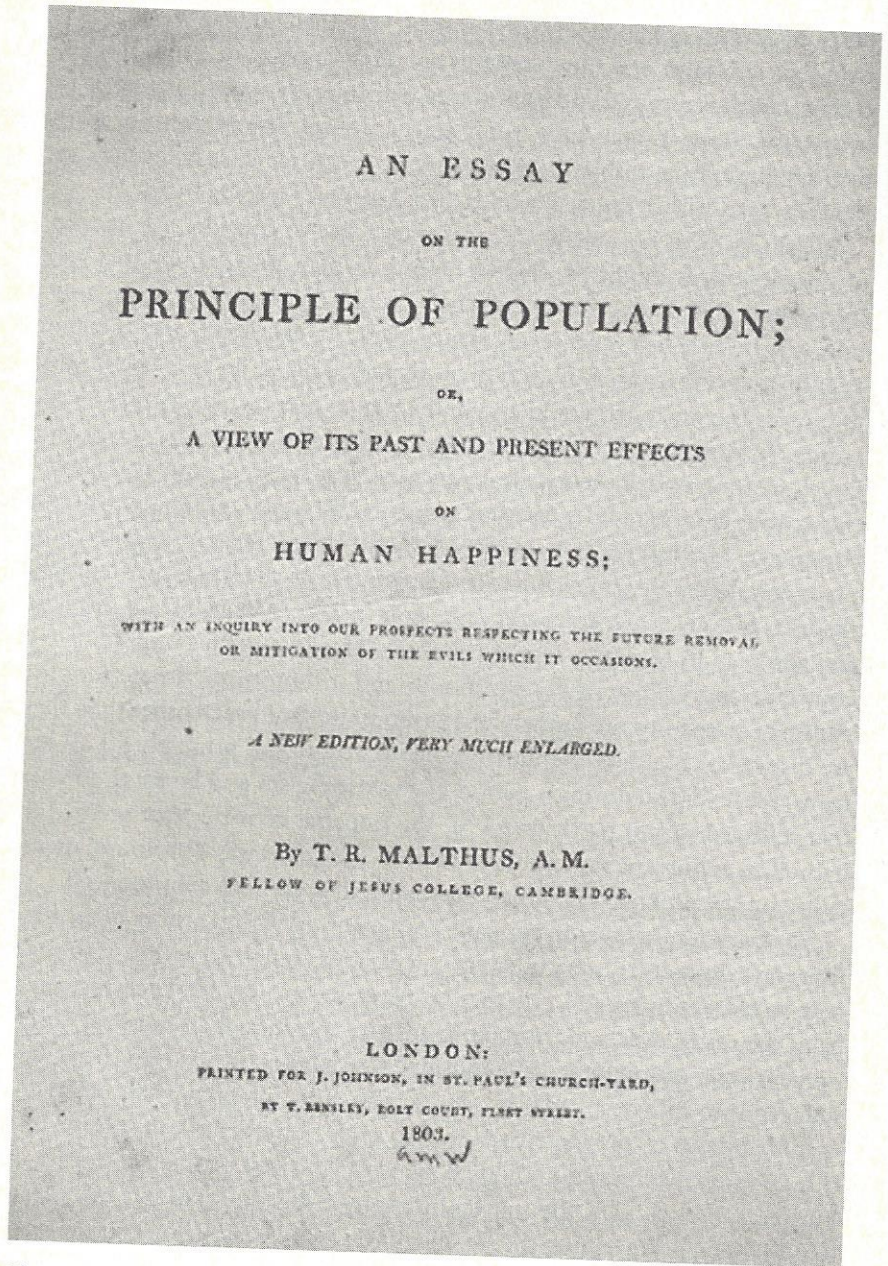 AN ESSAY
ON THE
PRINCIPLE OF POPULATION;
OR,
A VIEW OF ITS PAST AND PRESENT EFFECTS
ON
HUMAN HAPPINESS;
WITH AN INQUIRY INTO OUR PROSPECTS RESPECTING THE FUTURE REMOVAL
OR MITIGATION OF THE EVILS WHICH IT OCCASIONS.
A NEW EDITION, VERY MUCH ENLARGED.
By T. R. MALTHUS, A. M.
FELLOW OF JESUS COLLEGE, CAMBRIDGE.
LONDON:
PRINTED FOR J. JOHNSON, IN ST. PAUL'S CHURCH-YARD,
BY T. BENSLEY, BOLT COURT, FLEET STREET.
1803.
amW